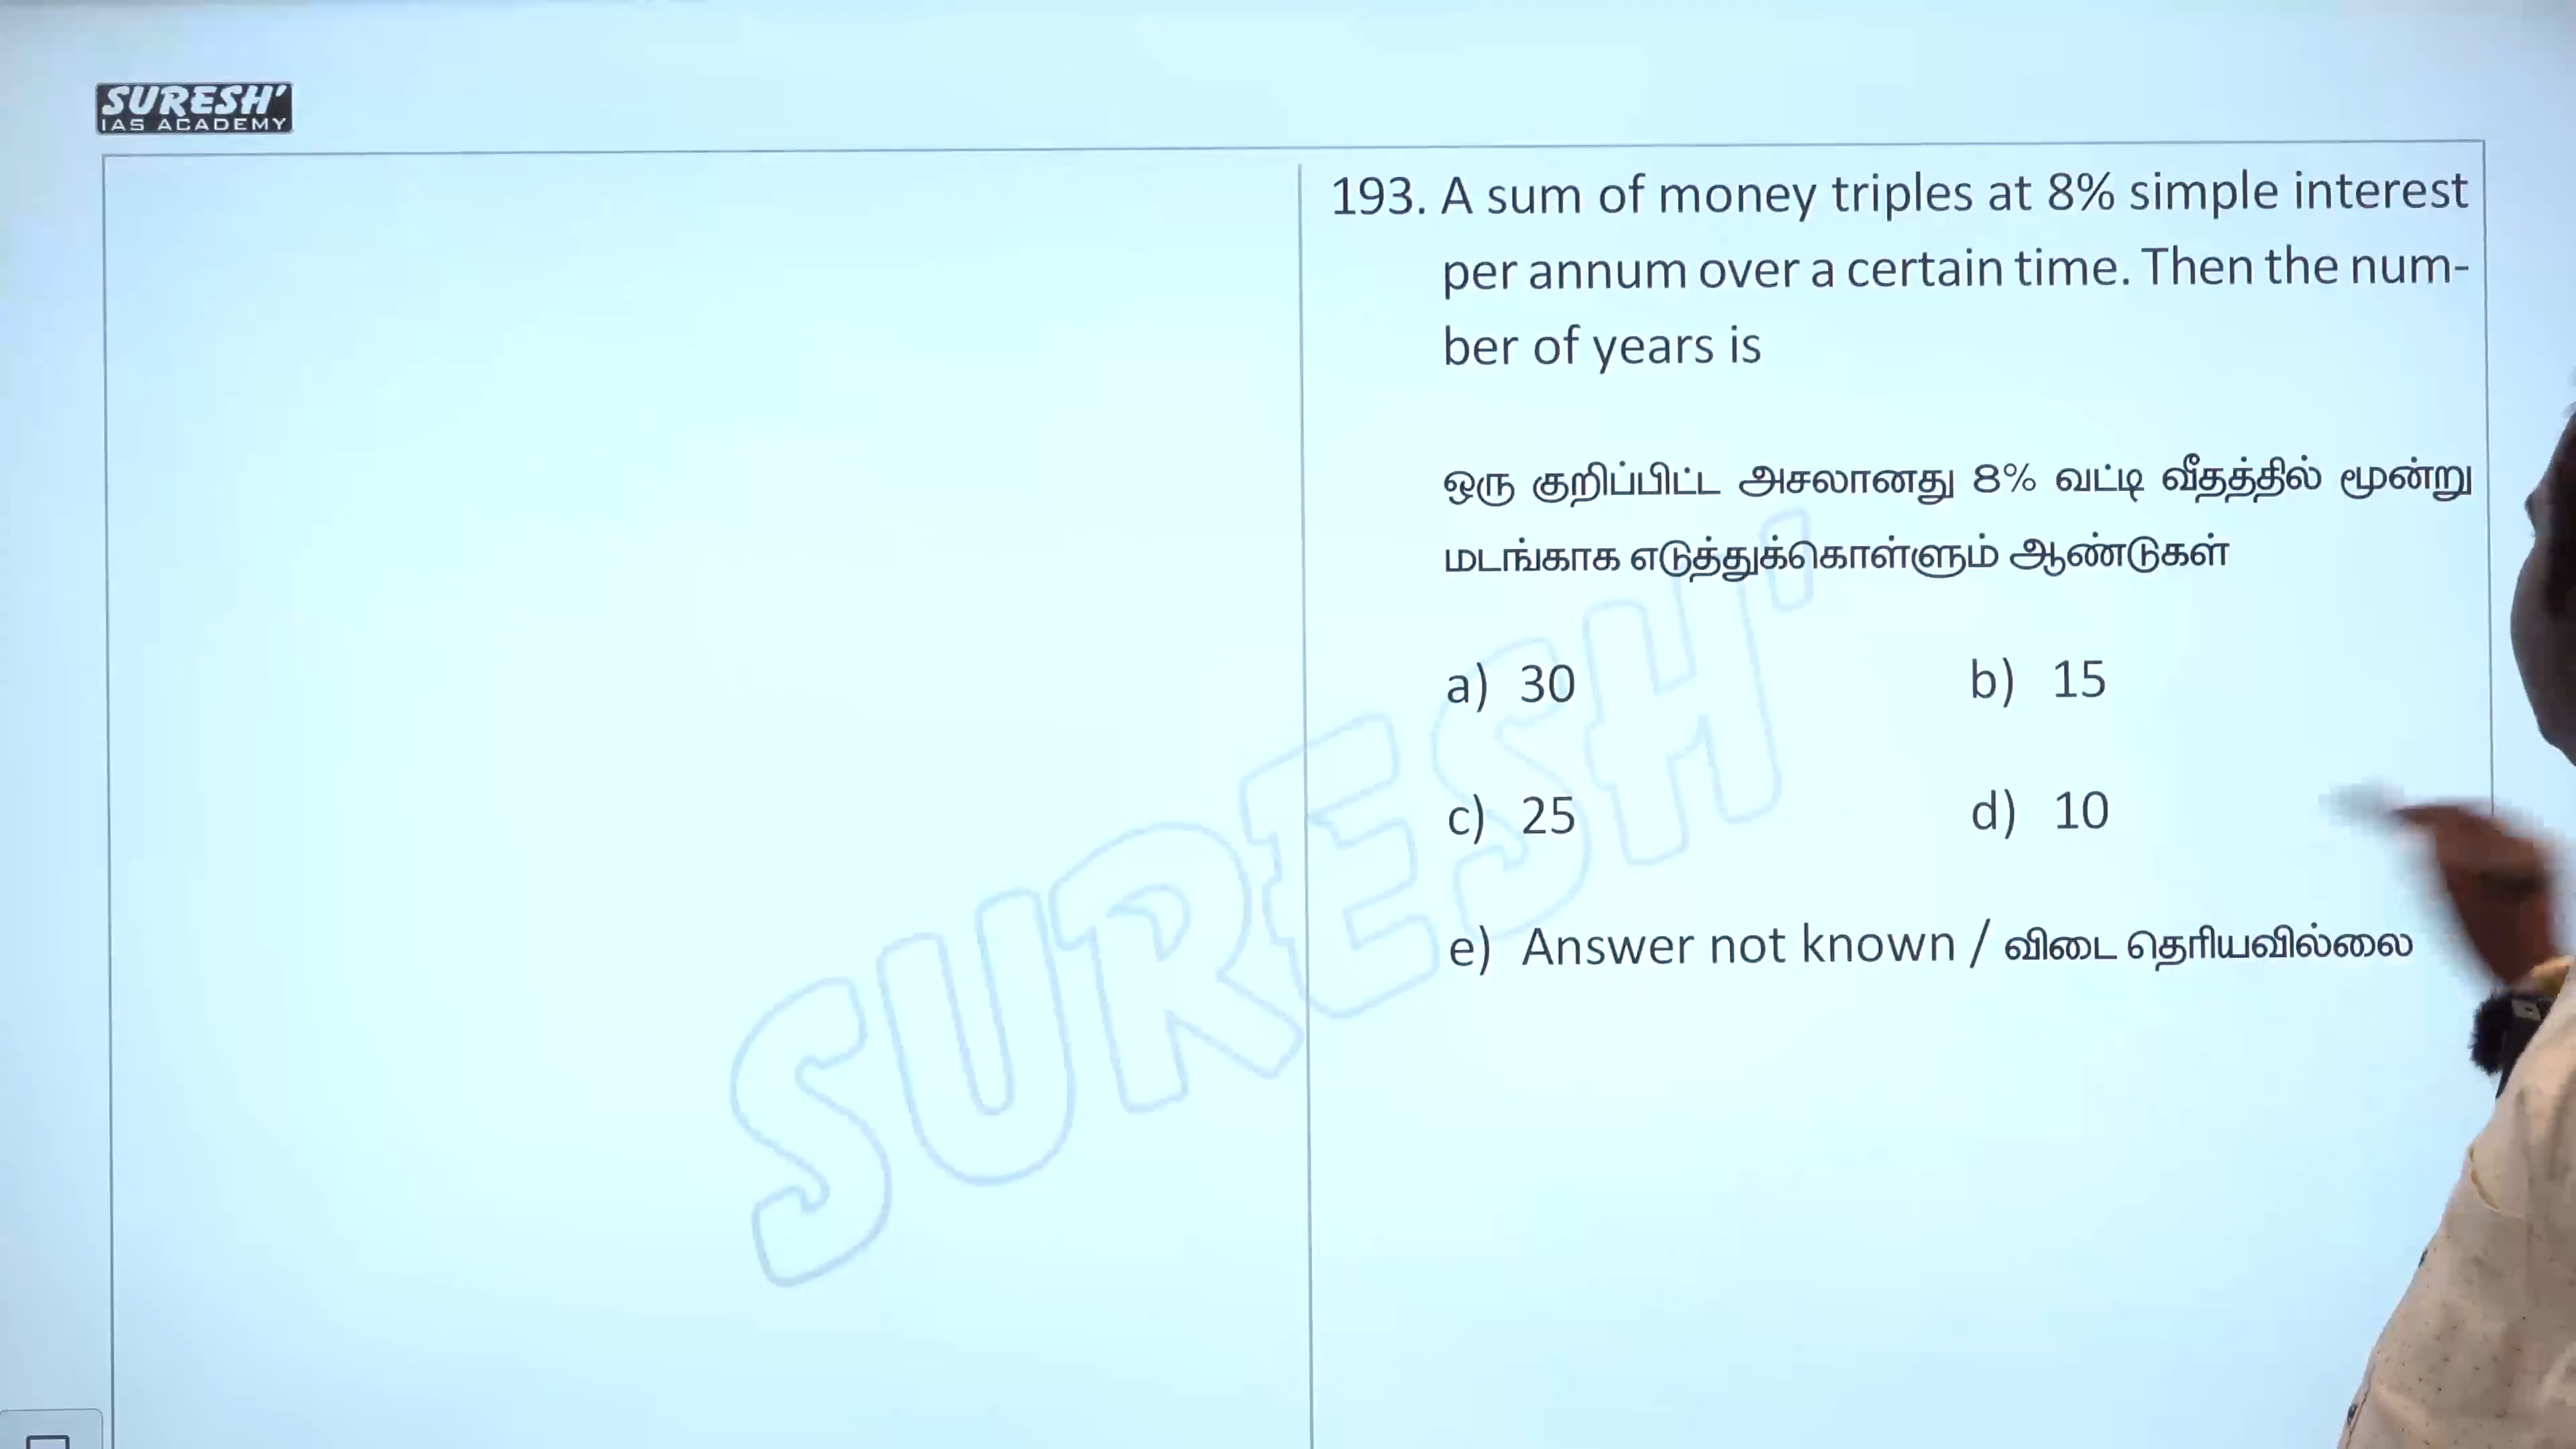 SURESH'
IAS ACADEMY
193. A sum of money triples at 8% simple interest
per annum over a certain time. Then the num-
ber of years is
ஒரு குறிப்பிட்ட அசலானது 8% வட்டி வீதத்தில் மூன்று
மடங்காக எடுத்துக்கொள்ளும் ஆண்டுகள்
a) 30 b) 15
c) 25 d) 10
e) Answer not known / விடை தெரியவில்லை
SURESH'